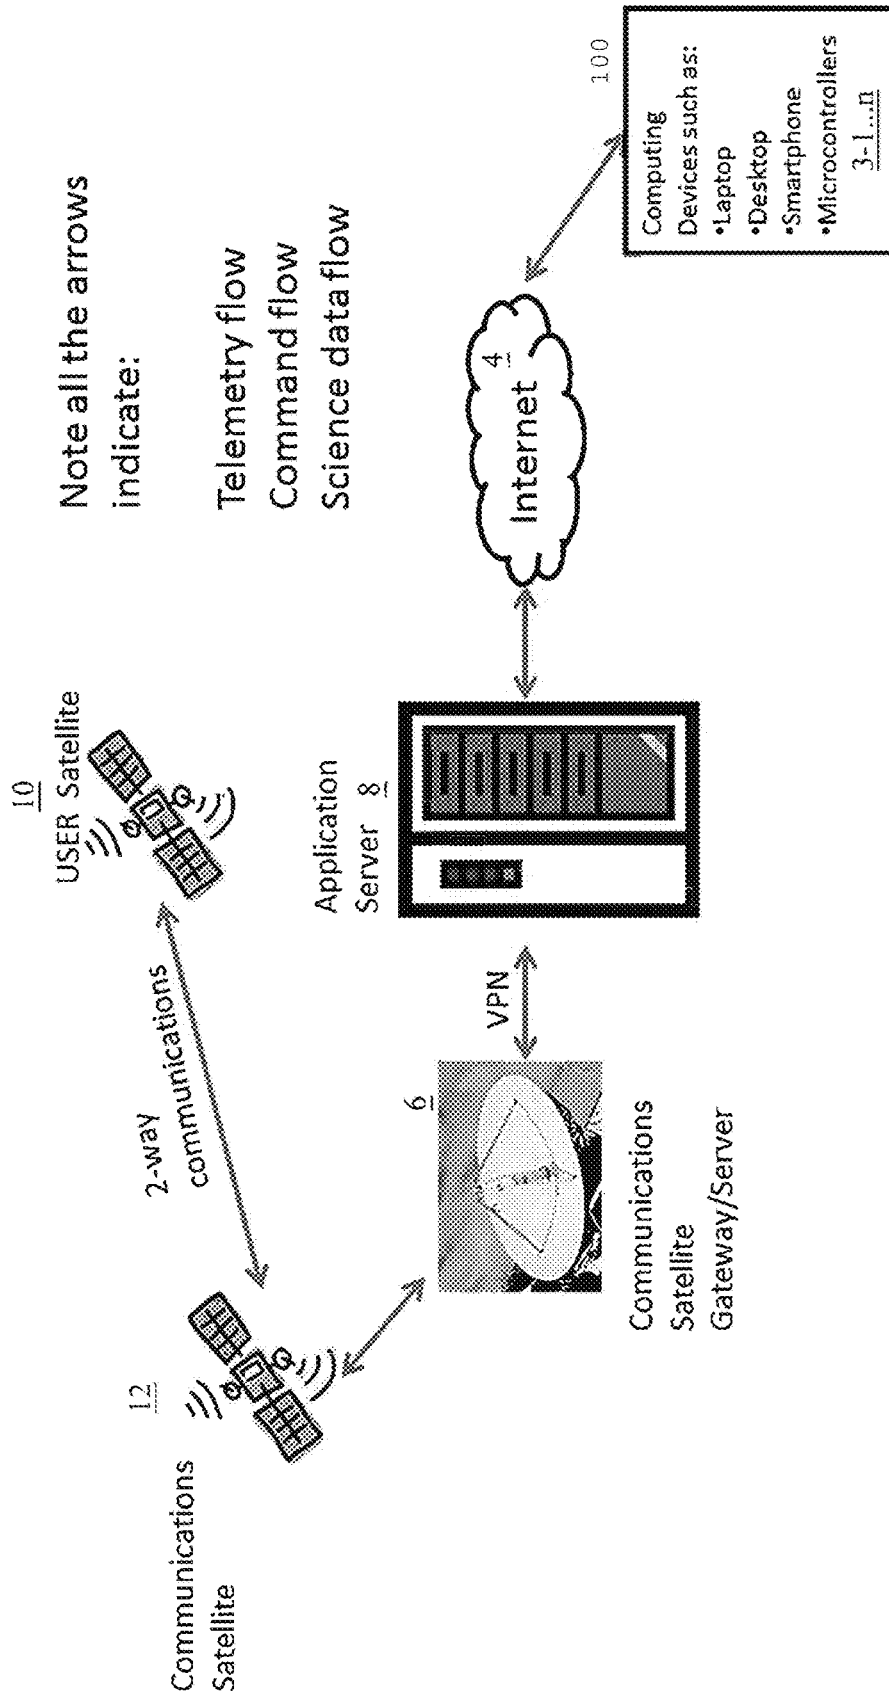 Communications
Satellite
12
2-way
communications
10
USER Satellite
Note all the arrows
indicate:
Telemetry flow
Command flow
Science data flow
6
Communications
Satellite
Gateway/Server
VPN
Application
Server 8
4
Internet
100
Computing
Devices such as:
•Laptop
•Desktop
•Smartphone
•Microcontrollers
3-1...n